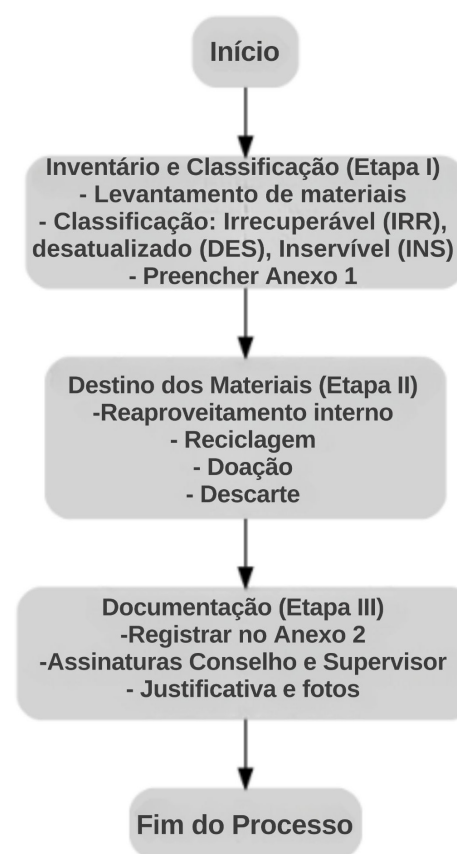 Início
Inventário e Classificação (Etapa I)
- Levantamento de materiais
- Classificação: Irrecuperável (IRR),
desatualizado (DES), Inservível (INS)
- Preencher Anexo 1
Destino dos Materiais (Etapa II)
-Reaproveitamento interno
- Reciclagem
- Doação
- Descarte
Documentação (Etapa III)
-Registrar no Anexo 2
-Assinaturas Conselho e Supervisor
- Justificativa e fotos
Fim do Processo